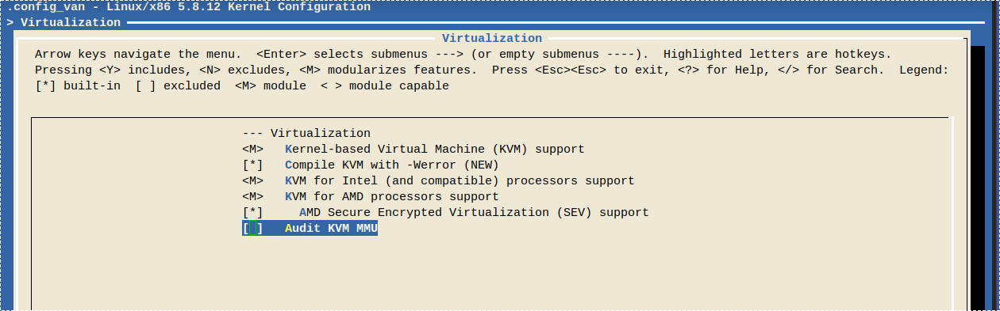 .config_van - Linux/x86 5.8.12 Kernel Configuration
> Virtualization
Virtualization
Arrow keys navigate the menu.  <Enter> selects submenus ---> (or empty submenus ----).  Highlighted letters are hotkeys.
Pressing <Y> includes, <N> excludes, <M> modularizes features.  Press <Esc><Esc> to exit, <?> for Help, </> for Search.  Legend:
[*] built-in  [ ] excluded  <M> module  < > module capable
--- Virtualization
<M>   Kernel-based Virtual Machine (KVM) support
[*]   Compile KVM with -Werror (NEW)
<M>   KVM for Intel (and compatible) processors support
<M>   KVM for AMD processors support
[*]     AMD Secure Encrypted Virtualization (SEV) support
[ ]   Audit KVM MMU